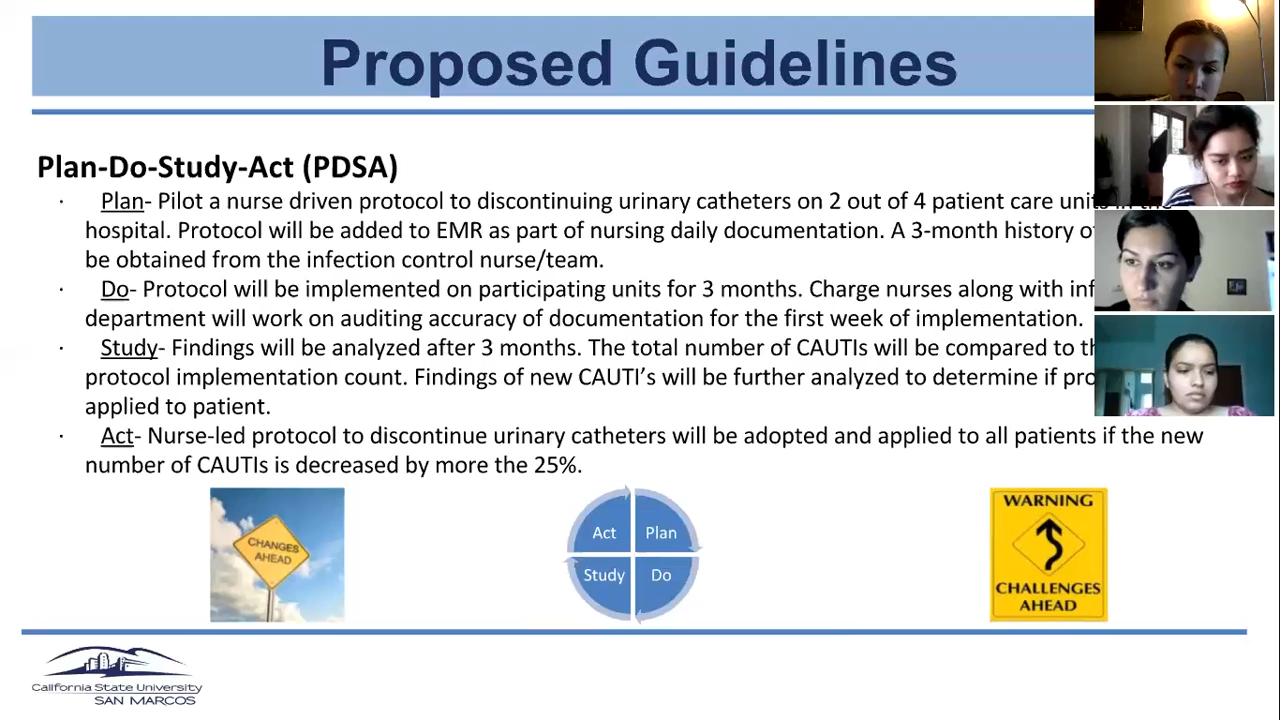 Proposed Guidelines
Plan-Do-Study-Act (PDSA)
· Plan- Pilot a nurse driven protocol to discontinuing urinary catheters on 2 out of 4 patient care units in the
hospital. Protocol will be added to EMR as part of nursing daily documentation. A 3-month history
be obtained from the infection control nurse/team.
· Do- Protocol will be implemented on participating units for 3 months. Charge nurses along with
department will work on auditing accuracy of documentation for the first week of implementation.
· Study- Findings will be analyzed after 3 months. The total number of CAUTIs will be compared to
protocol implementation count. Findings of new CAUTI's will be further analyzed to determine if
applied to patient.
· Act- Nurse-led protocol to discontinue urinary catheters will be adopted and applied to all patients if the new
number of CAUTIs is decreased by more the 25%.
CHANGES
AHEAD
Act Plan
Study Do
WARNING
CHALLENGES
AHEAD
California State University
SAN MARCOS